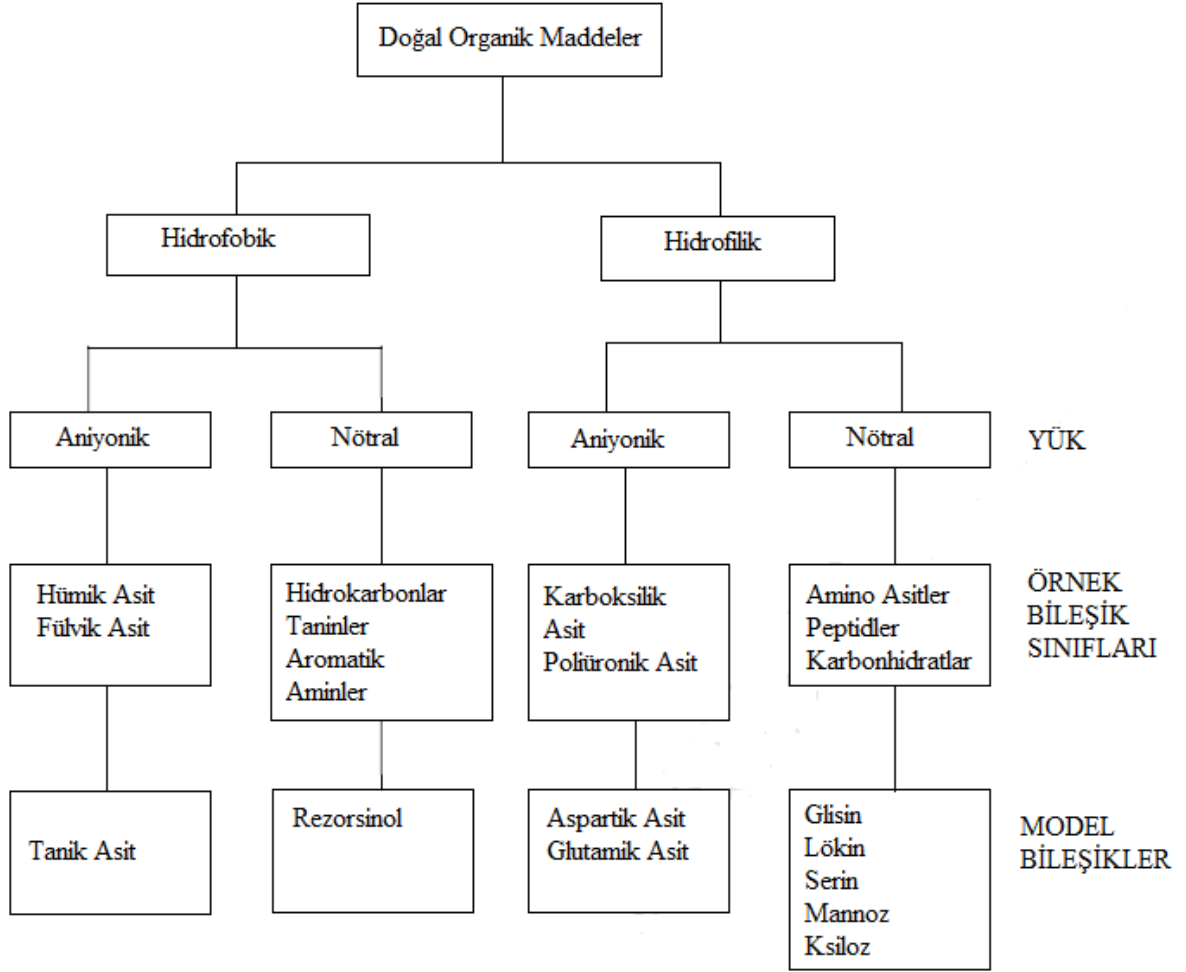 Doğal Organik Maddeler
Hidrofobik
Hidrofilik
Aniyonik
Nötral
Aniyonik
Nötral
YÜK
Hümik Asit
Fülvik Asit
Hidrokarbonlar
Taninler
Aromatik
Aminler
Karboksilik
Asit
Poliüronik Asit
Amino Asitler
Peptidler
Karbonhidratlar
ÖRNEK
BİLEŞİK
SINIFLARI
Tanik Asit
Rezorsinol
Aspartik Asit
Glutamik Asit
Glisin
Lökin
Serin
Mannoz
Ksiloz
MODEL
BİLEŞİKLER